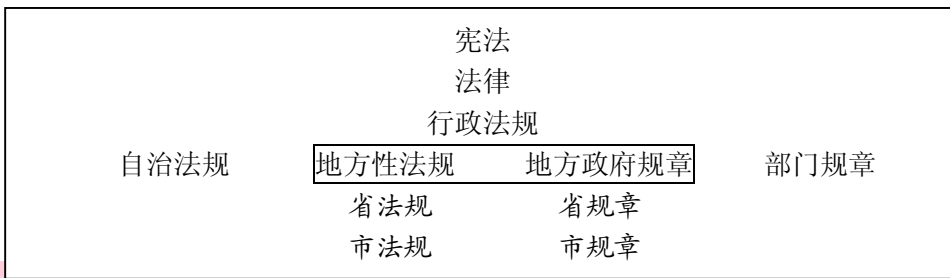 宪法
法律
行政法规
自治法规 地方性法规 地方政府规章 部门规章
省法规 省规章
市法规 市规章